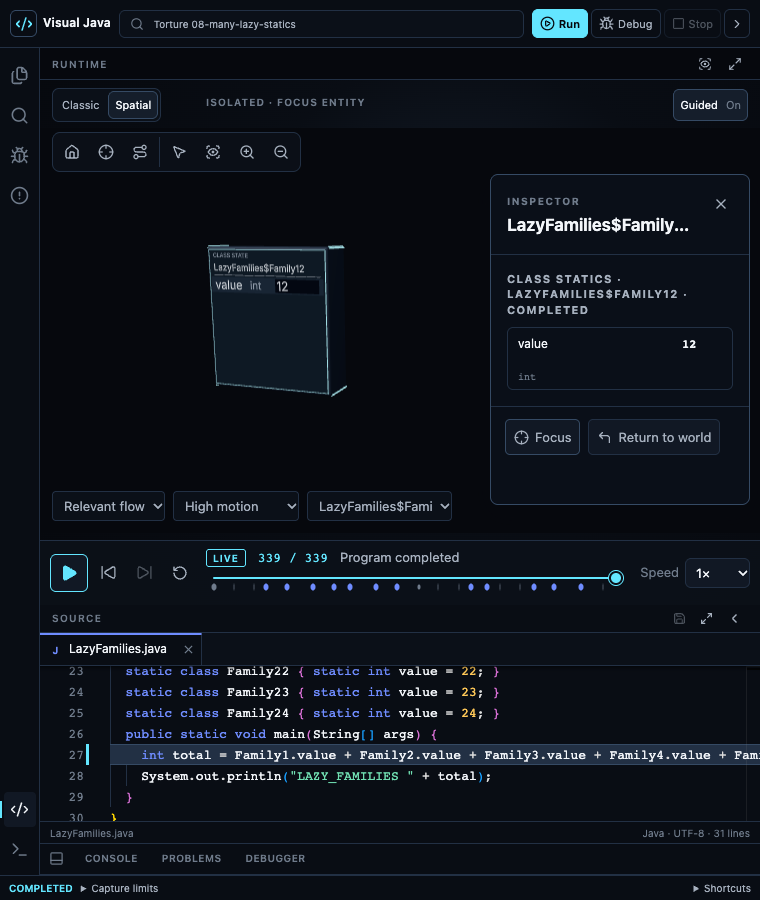 </> Visual Java
Torture 08-many-lazy-statics
Run
Debug
Stop
RUNTIME
Classic
Spatial
ISOLATED · FOCUS ENTITY
Guided On
INSPECTOR
LazyFamilies$Family...
CLASS STATICS ·
LAZYFAMILIES$FAMILY12 ·
COMPLETED
value 12
int
Focus
Return to world
CLASS STATE
LazyFamilies$Family12
value int 12
Relevant flow
High motion
LazyFamilies$Fami
LIVE 339 / 339 Program completed
Speed 1×
SOURCE
J LazyFamilies.java
23 static class Family22 { static int value = 22; }
24 static class Family23 { static int value = 23; }
25 static class Family24 { static int value = 24; }
26 public static void main(String[] args) {
27 int total = Family1.value + Family2.value + Family3.value + Family4.value + Fam
28 System.out.println("LAZY_FAMILIES " + total);
29 }
30 }
LazyFamilies.java
Java · UTF-8 · 31 lines
CONSOLE
PROBLEMS
DEBUGGER
COMPLETED
Capture limits
Shortcuts